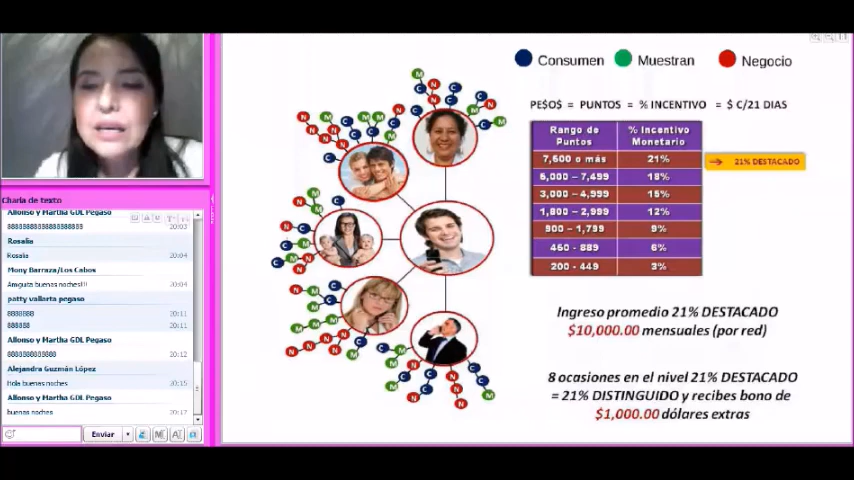 Charla de texto
Alfonso y Martha GDL Pegaso
888888888888888888 20:03
Rosalia
Rosalia 20:04
Mony Barraza/Los Cabos
Amiguita buenas noches!!! 20:04
patty vallarta pegaso
8888888 20:11
888888 20:11
Alfonso y Martha GDL Pegaso
888888888888 20:12
Alejandra Guzmán López
Hola buenas noches 20:15
Alfonso y Martha GDL Pegaso
buenas noches 20:17
Enviar
Consumen Muestran Negocio
PE$O$ = PUNTOS = % INCENTIVO = $ C/21 DIAS
Rango de Puntos % Incentivo Monetario
7,500 o más 21%
5,000 – 7,499 18%
3,000 – 4,999 15%
1,800 – 2,999 12%
900 – 1,799 9%
450 - 889 6%
200 - 449 3%
21% DESTACADO
Ingreso promedio 21% DESTACADO
$10,000.00 mensuales (por red)
8 ocasiones en el nivel 21% DESTACADO
= 21% DISTINGUIDO y recibes bono de
$1,000.00 dólares extras